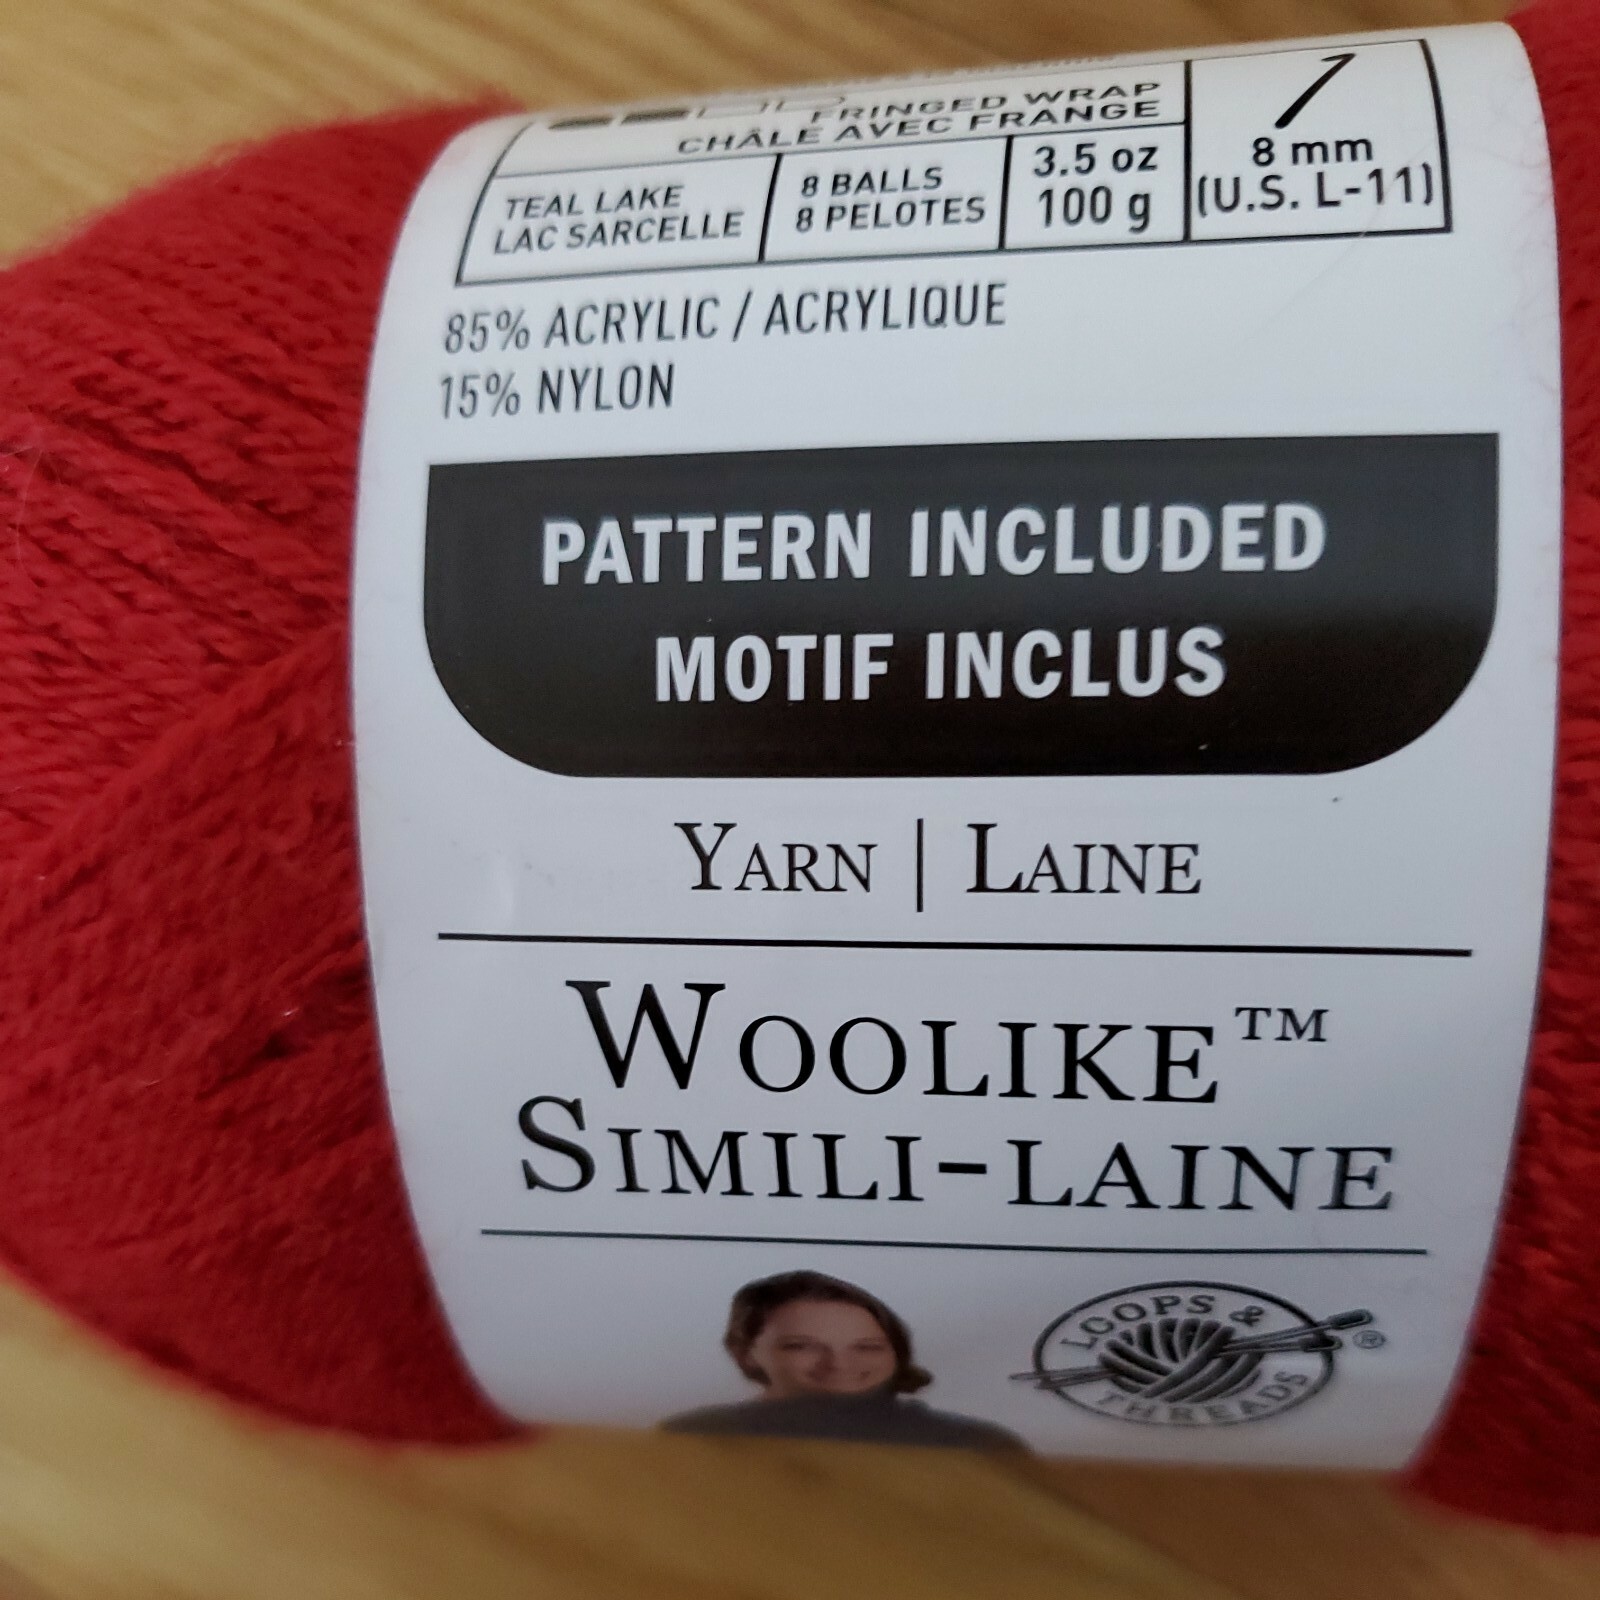 FRINGED WRAP
CHÂLE AVEC FRANGE
TEAL LAKE
LAC SARCELLE
8 BALLS
8 PELOTES
3.5 oz
100 g
8 mm
(U.S. L-11)
85% ACRYLIC / ACRYLIQUE
15% NYLON
PATTERN INCLUDED
MOTIF INCLUS
YARN | LAINE
WOOLIKE™
SIMILI-LAINE
LOOPS &
THREADS
®